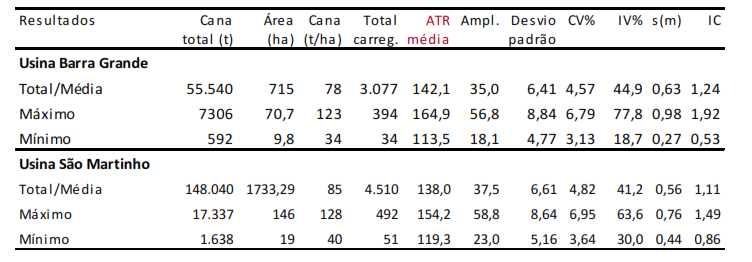 Resultados Cana Área Cana Total ATR Ampl. Desvio CV% IV% s(m) IC
total (t) (ha) (t/ha) carreg. média padrão
Usina Barra Grande
Total/Média 55.540 715 78 3.077 142,1 35,0 6,41 4,57 44,9 0,63 1,24
Máximo 7306 70,7 123 394 164,9 56,8 8,84 6,79 77,8 0,98 1,92
Mínimo 592 9,8 34 34 113,5 18,1 4,77 3,13 18,7 0,27 0,53
Usina São Martinho
Total/Média 148.040 1733,29 85 4.510 138,0 37,5 6,61 4,82 41,2 0,56 1,11
Máximo 17.337 146 128 492 154,2 58,8 8,64 6,95 63,6 0,76 1,49
Mínimo 1.638 19 40 51 119,3 23,0 5,16 3,64 30,0 0,44 0,86